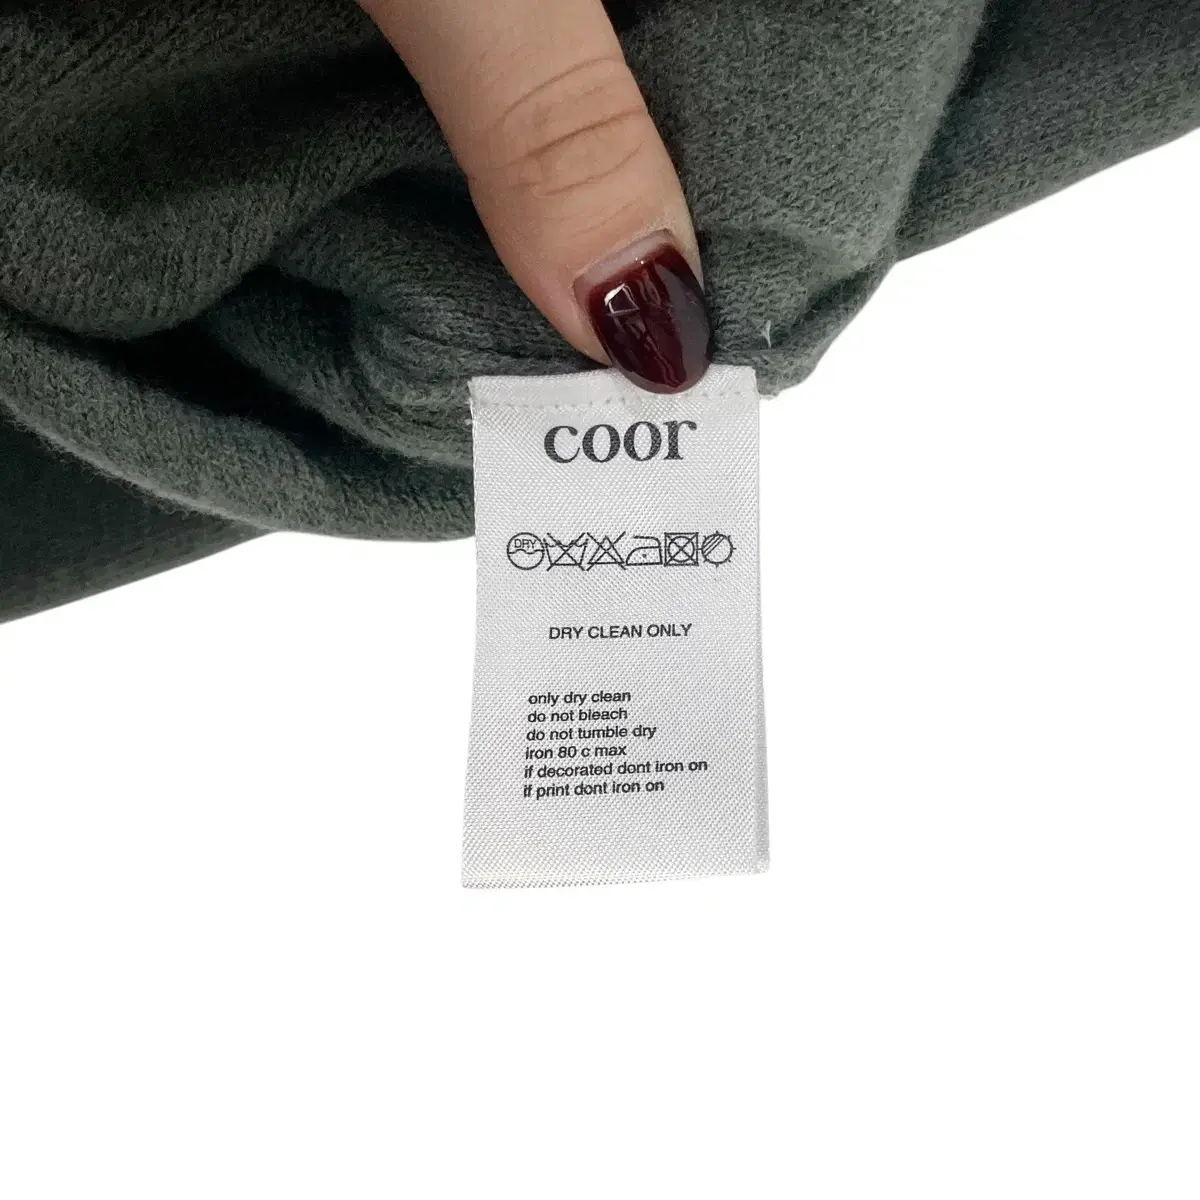 coor
DRY
DRY CLEAN ONLY
only dry clean
do not bleach
do not tumble dry
iron 80 c max
if decorated dont iron on
if print dont iron on